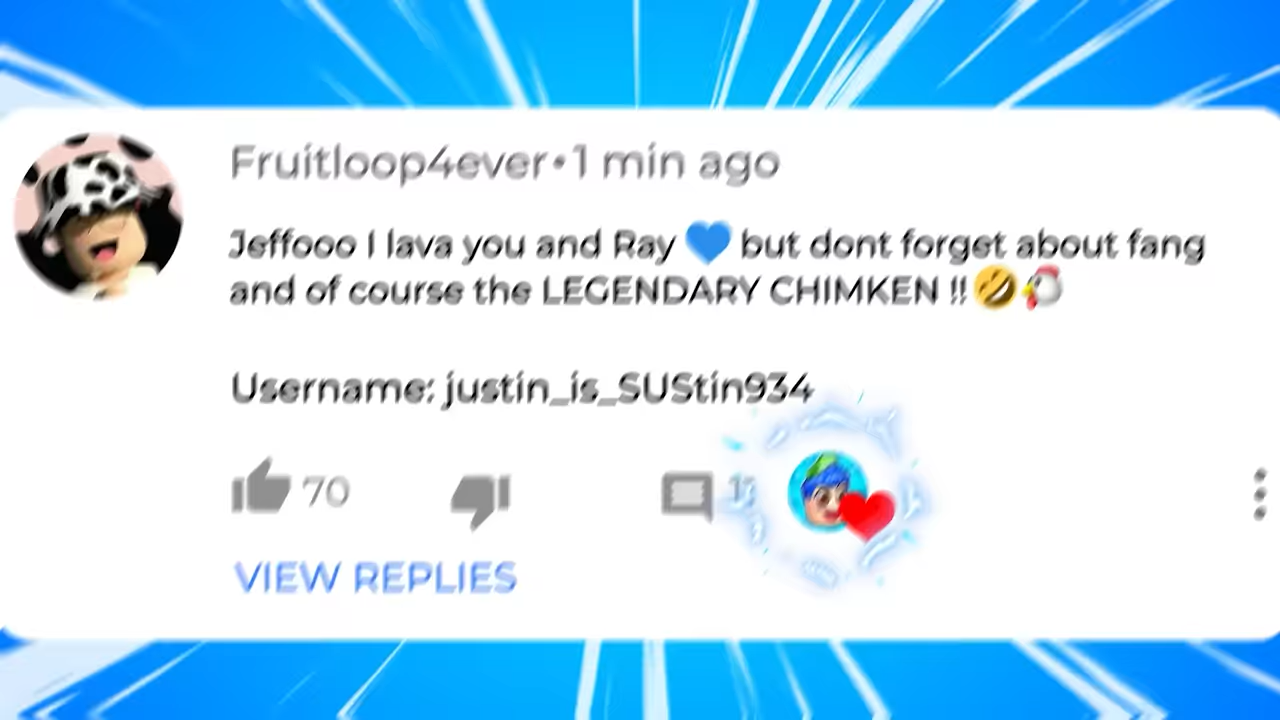 Fruitloop4ever•1 min ago
Jeffooo I lava you and Ray 💙 but dont forget about fang
and of course the LEGENDARY CHIMKEN !! 🤣🐔
Username: justin_is_SUStin934
70
VIEW REPLIES